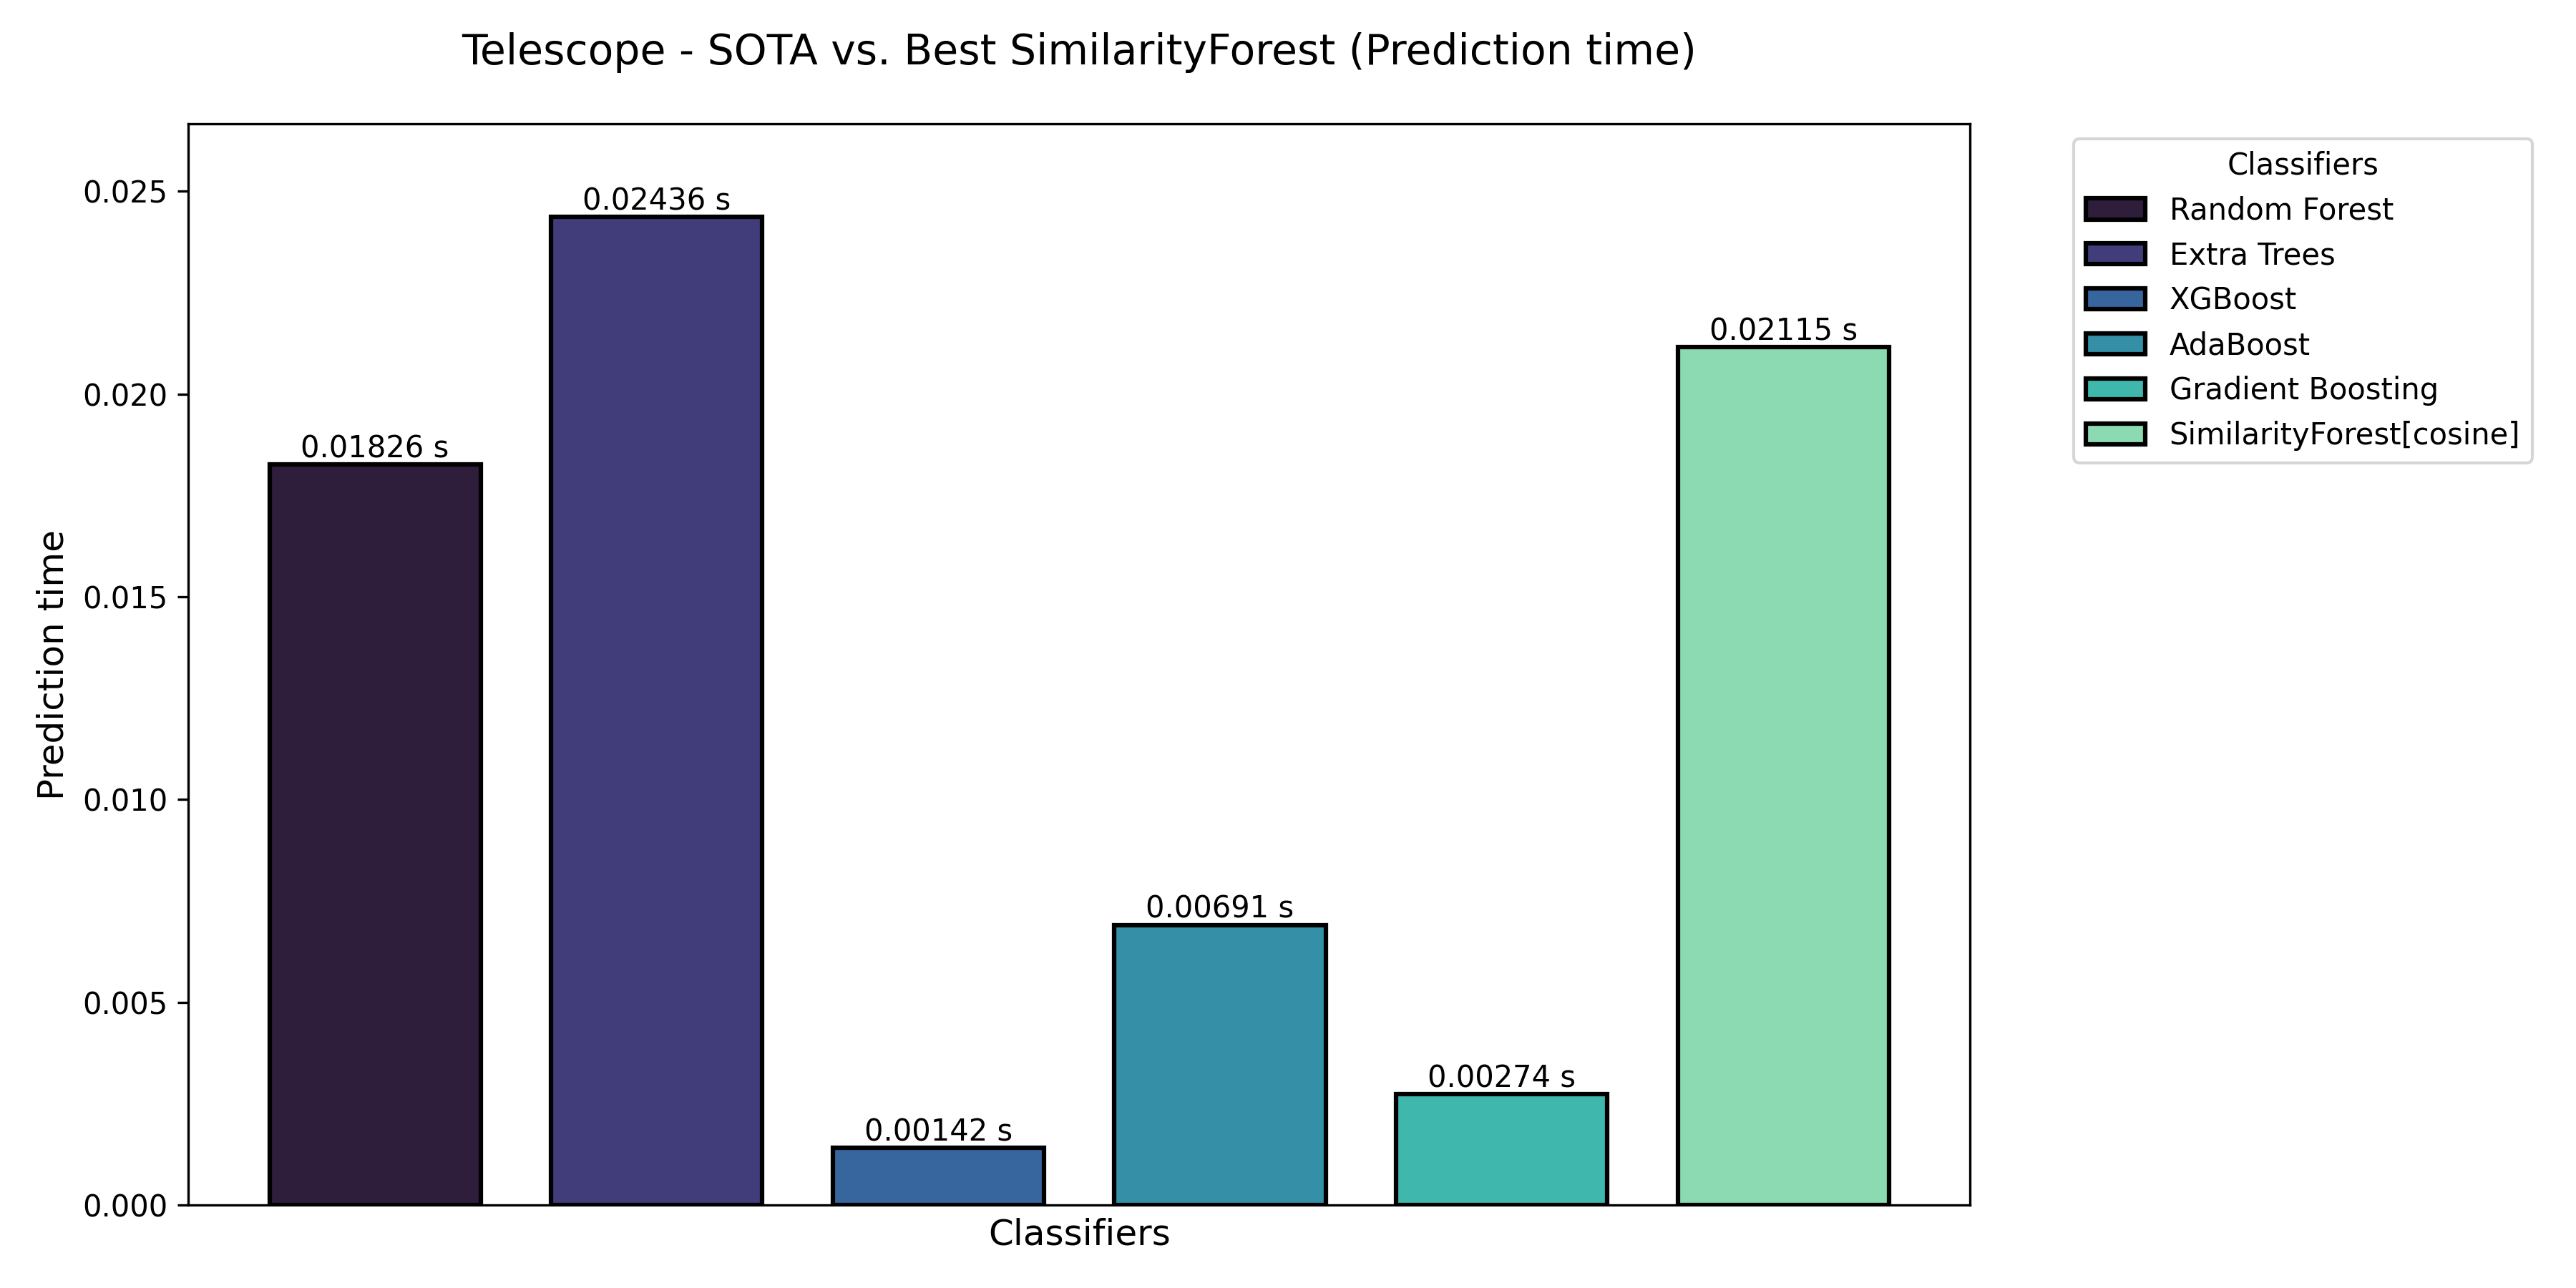 Telescope - SOTA vs. Best SimilarityForest (Prediction time)
Prediction time
0.025
0.020
0.015
0.010
0.005
0.000
0.01826 s
0.02436 s
0.00142 s
0.00691 s
0.00274 s
0.02115 s
Classifiers
Classifiers
Random Forest
Extra Trees
XGBoost
AdaBoost
Gradient Boosting
SimilarityForest[cosine]